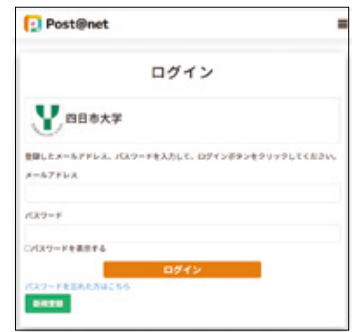 Post@net
ログイン
四日市大学
登録したメールアドレス、パスワードを入力して、ログインボタンをクリックしてください。
メールアドレス
パスワード
□パスワードを表示する
ログイン
パスワードを忘れた方はこちら
新規登録